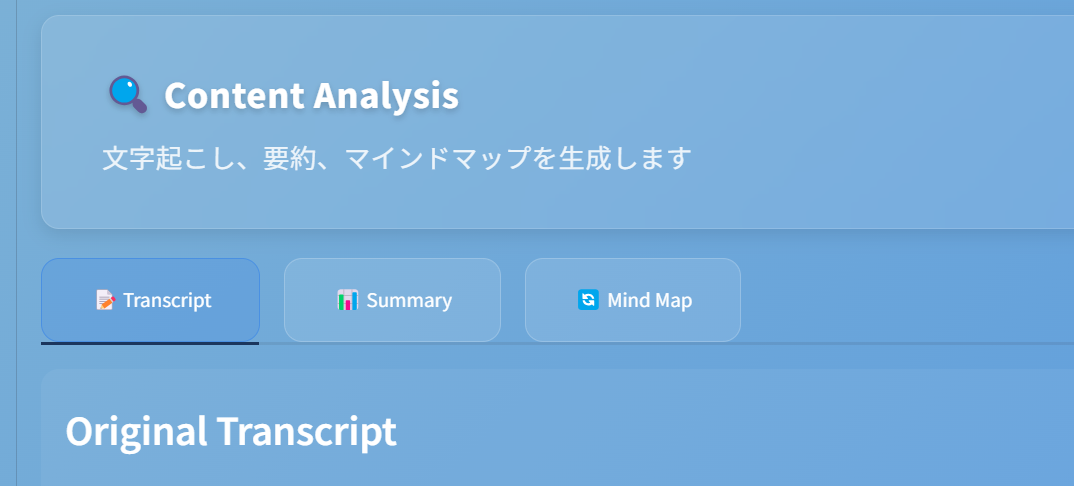 Content Analysis
文字起こし、要約、マインドマップを生成します
Transcript
Summary
Mind Map
Original Transcript